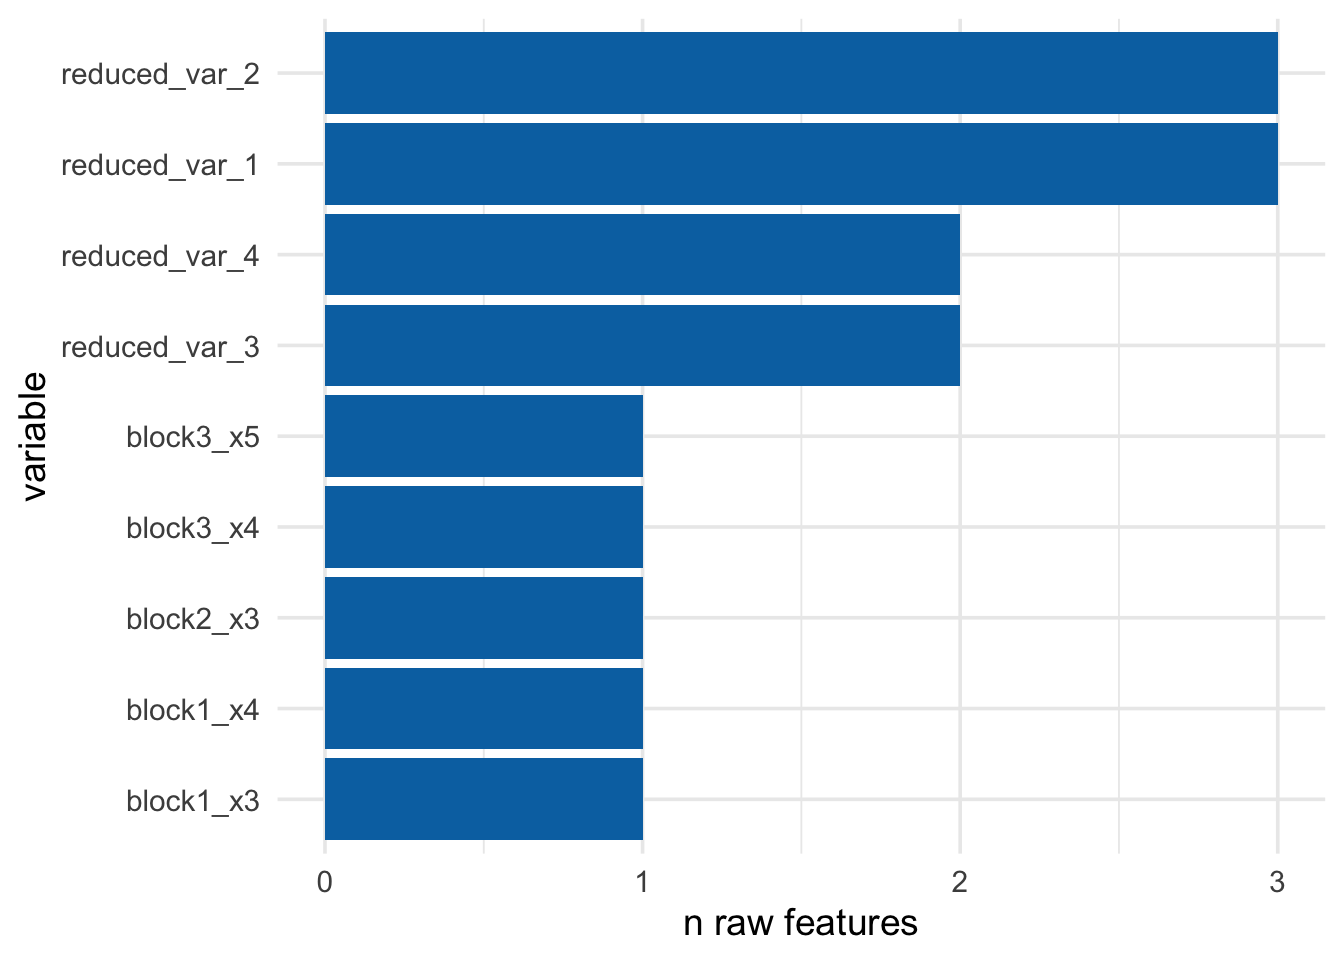 reduced_var_2
reduced_var_1
reduced_var_4
reduced_var_3
block3_x5
block3_x4
block2_x3
block1_x4
block1_x3
variable
0 1 2 3
n raw features